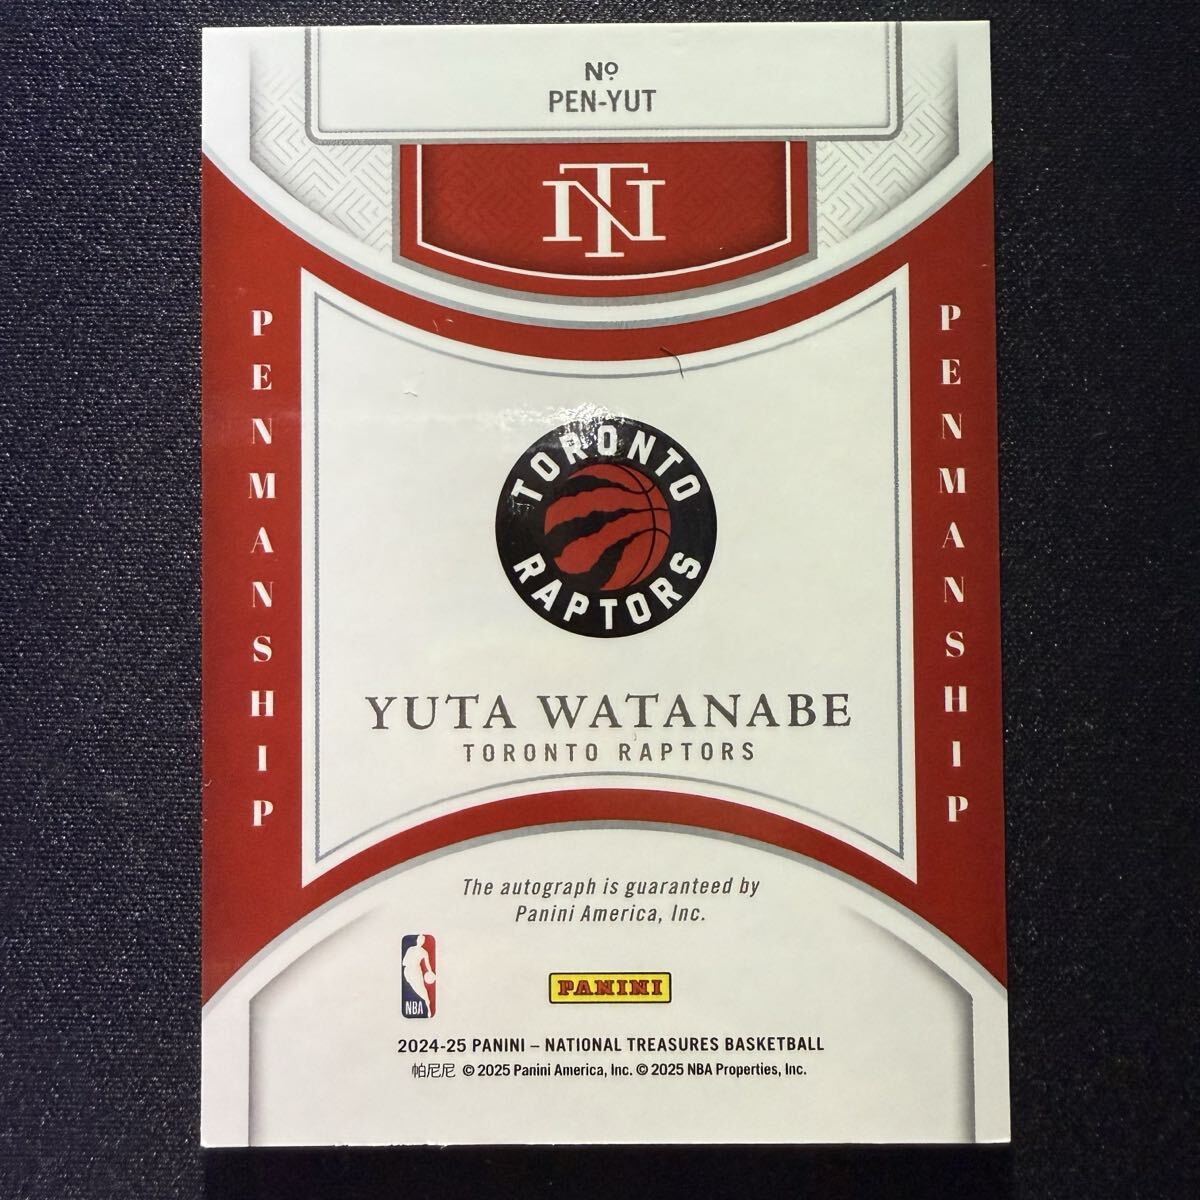 Nº
PEN-YUT
NT
PENMANSHIP
PENMANSHIP
TORONTO
RAPTORS
YUTA WATANABE
TORONTO RAPTORS
The autograph is guaranteed by
Panini America, Inc.
NBA
PANINI
2024-25 PANINI – NATIONAL TREASURES BASKETBALL
帕尼尼 © 2025 Panini America, Inc. © 2025 NBA Properties, Inc.